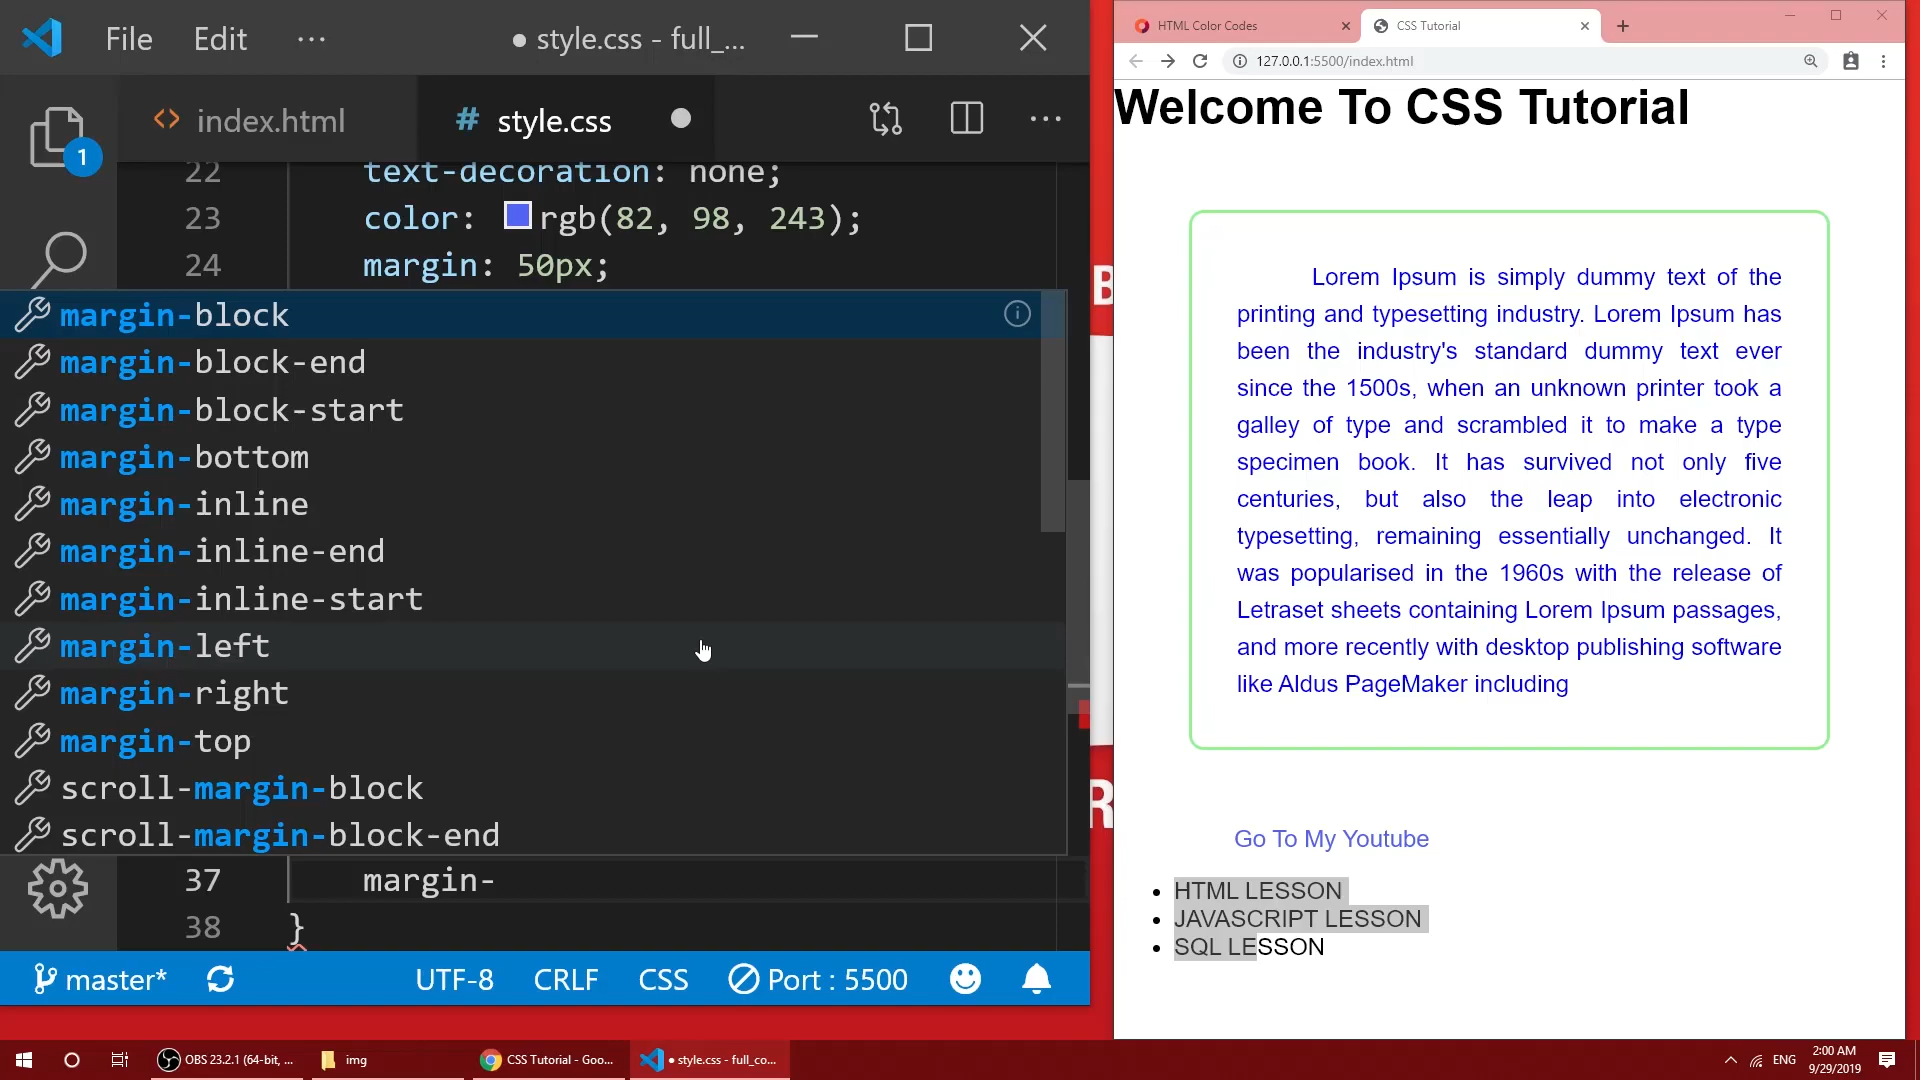 File Edit ··· ● style.css - full_...
1
<> index.html # style.css ● ···
22 text-decoration: none;
23 color: rgb(82, 98, 243);
24 margin: 50px;
margin-block
margin-block-end
margin-block-start
margin-bottom
margin-inline
margin-inline-end
margin-inline-start
margin-left
margin-right
margin-top
scroll-margin-block
scroll-margin-block-end
37 margin-
38 }
master* UTF-8 CRLF CSS Port : 5500
B
R
HTML Color Codes
CSS Tutorial
127.0.0.1:5500/index.html
Welcome To CSS Tutorial
Lorem Ipsum is simply dummy text of the
printing and typesetting industry. Lorem Ipsum has
been the industry's standard dummy text ever
since the 1500s, when an unknown printer took a
galley of type and scrambled it to make a type
specimen book. It has survived not only five
centuries, but also the leap into electronic
typesetting, remaining essentially unchanged. It
was popularised in the 1960s with the release of
Letraset sheets containing Lorem Ipsum passages,
and more recently with desktop publishing software
like Aldus PageMaker including
Go To My Youtube
• HTML LESSON
• JAVASCRIPT LESSON
• SQL LESSON
OBS 23.2.1 (64-bit, ... img CSS Tutorial - Goo... ● style.css - full_co... ENG 2:00 AM
9/29/2019